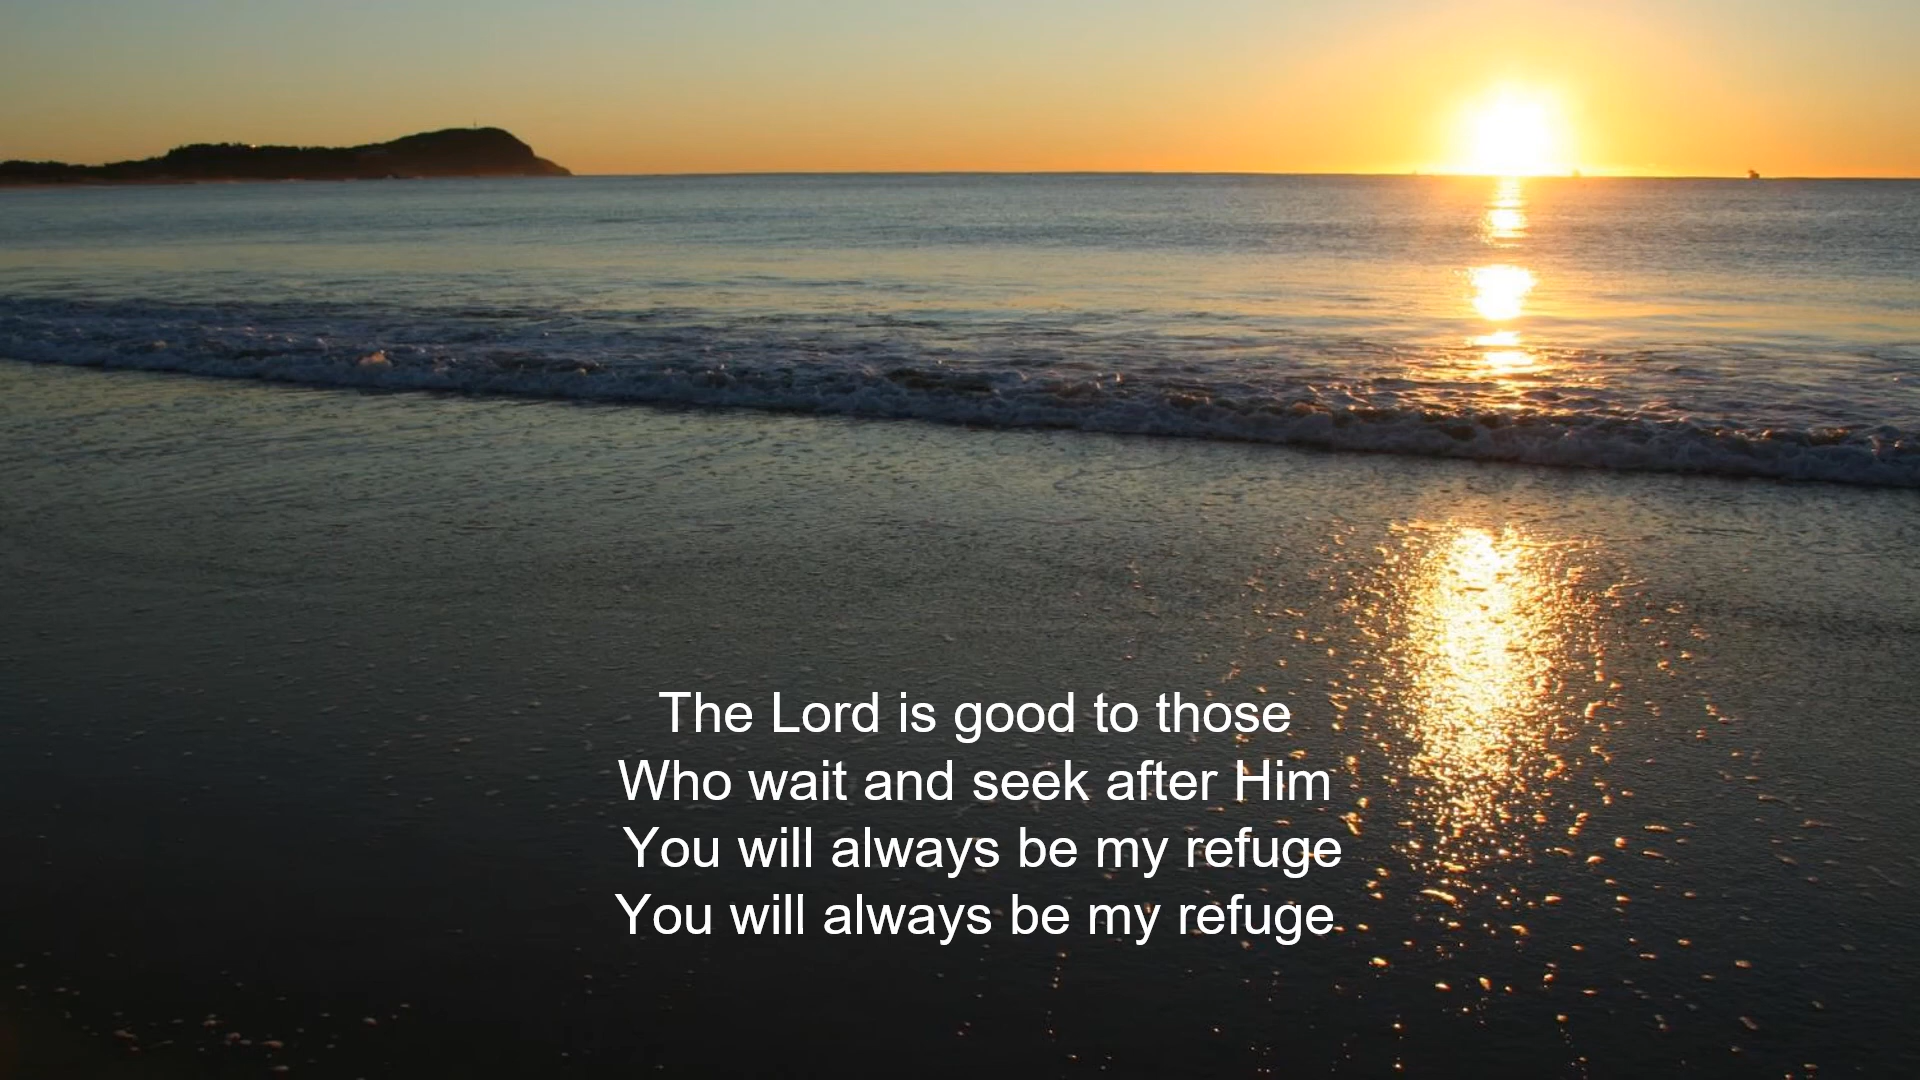 The Lord is good to those
Who wait and seek after Him
You will always be my refuge
You will always be my refuge